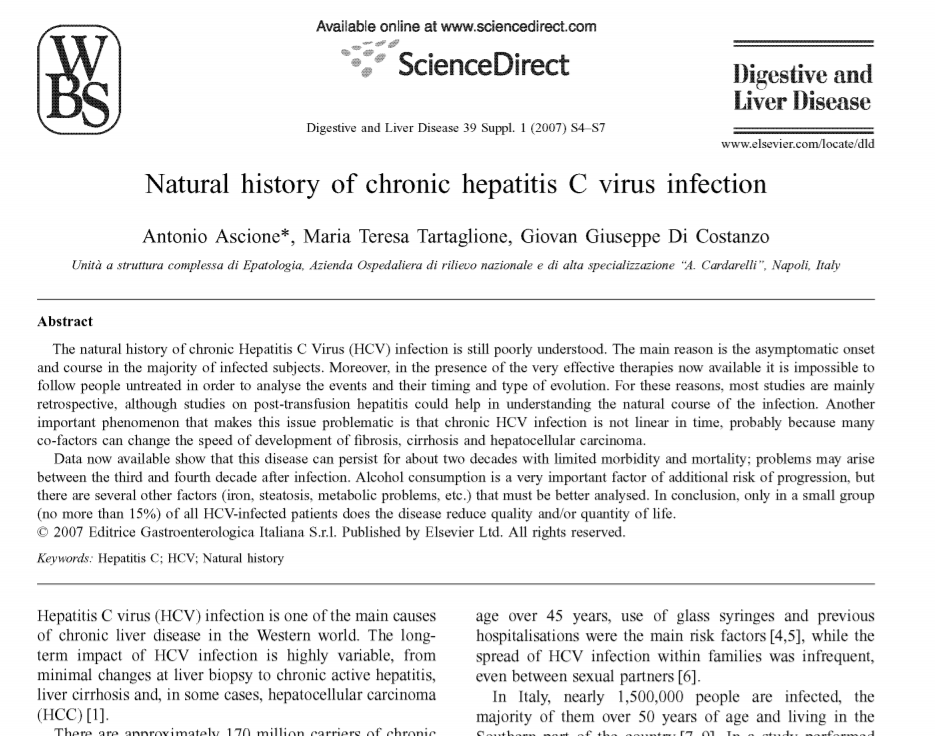 Available online at www.sciencedirect.com
WBS
ScienceDirect
Digestive and
Liver Disease
Digestive and Liver Disease 39 Suppl. 1 (2007) S4–S7
www.elsevier.com/locate/dld
Natural history of chronic hepatitis C virus infection
Antonio Ascione*, Maria Teresa Tartaglione, Giovan Giuseppe Di Costanzo
Unità a struttura complessa di Epatologia, Azienda Ospedaliera di rilievo nazionale e di alta specializzazione “A. Cardarelli”, Napoli, Italy
Abstract
The natural history of chronic Hepatitis C Virus (HCV) infection is still poorly understood. The main reason is the asymptomatic onset
and course in the majority of infected subjects. Moreover, in the presence of the very effective therapies now available it is impossible to
follow people untreated in order to analyse the events and their timing and type of evolution. For these reasons, most studies are mainly
retrospective, although studies on post-transfusion hepatitis could help in understanding the natural course of the infection. Another
important phenomenon that makes this issue problematic is that chronic HCV infection is not linear in time, probably because many
co-factors can change the speed of development of fibrosis, cirrhosis and hepatocellular carcinoma.
Data now available show that this disease can persist for about two decades with limited morbidity and mortality; problems may arise
between the third and fourth decade after infection. Alcohol consumption is a very important factor of additional risk of progression, but
there are several other factors (iron, steatosis, metabolic problems, etc.) that must be better analysed. In conclusion, only in a small group
(no more than 15%) of all HCV-infected patients does the disease reduce quality and/or quantity of life.
© 2007 Editrice Gastroenterologica Italiana S.r.l. Published by Elsevier Ltd. All rights reserved.
Keywords: Hepatitis C; HCV; Natural history
Hepatitis C virus (HCV) infection is one of the main causes
of chronic liver disease in the Western world. The long-
term impact of HCV infection is highly variable, from
minimal changes at liver biopsy to chronic active hepatitis,
liver cirrhosis and, in some cases, hepatocellular carcinoma
(HCC) [1].
There are approximately 170 million carriers of chronic
age over 45 years, use of glass syringes and previous
hospitalisations were the main risk factors [4,5], while the
spread of HCV infection within families was infrequent,
even between sexual partners [6].
In Italy, nearly 1,500,000 people are infected, the
majority of them over 50 years of age and living in the
Southern part of the country [7–9]. In a study performed